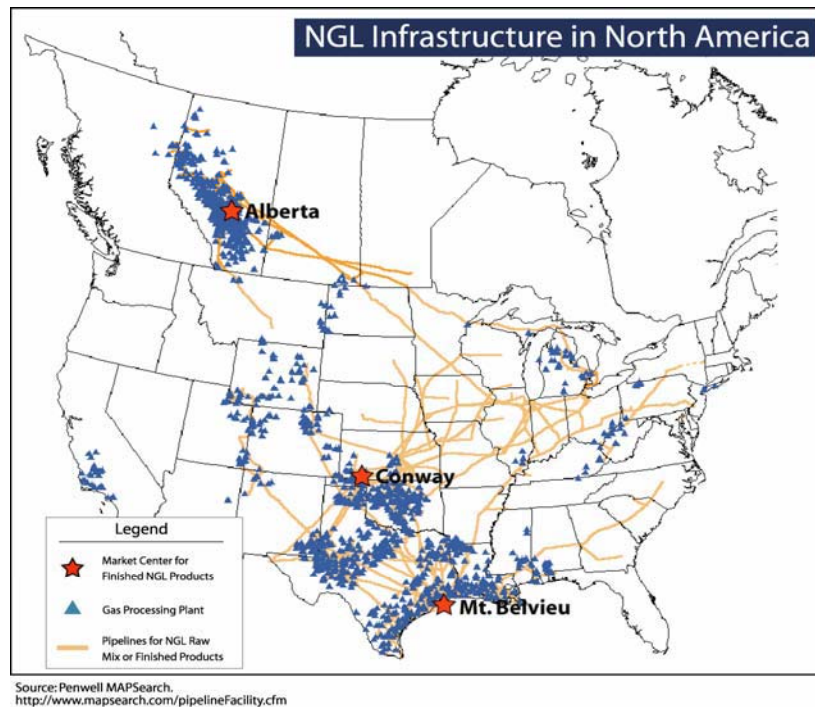 NGL Infrastructure in North America
Alberta
Conway
Mt. Belvieu
Legend
Market Center for
Finished NGL Products
Gas Processing Plant
Pipelines for NGL Raw
Mix or Finished Products
Source: Penwell MAPSearch.
http://www.mapsearch.com/pipelineFacility.cfm